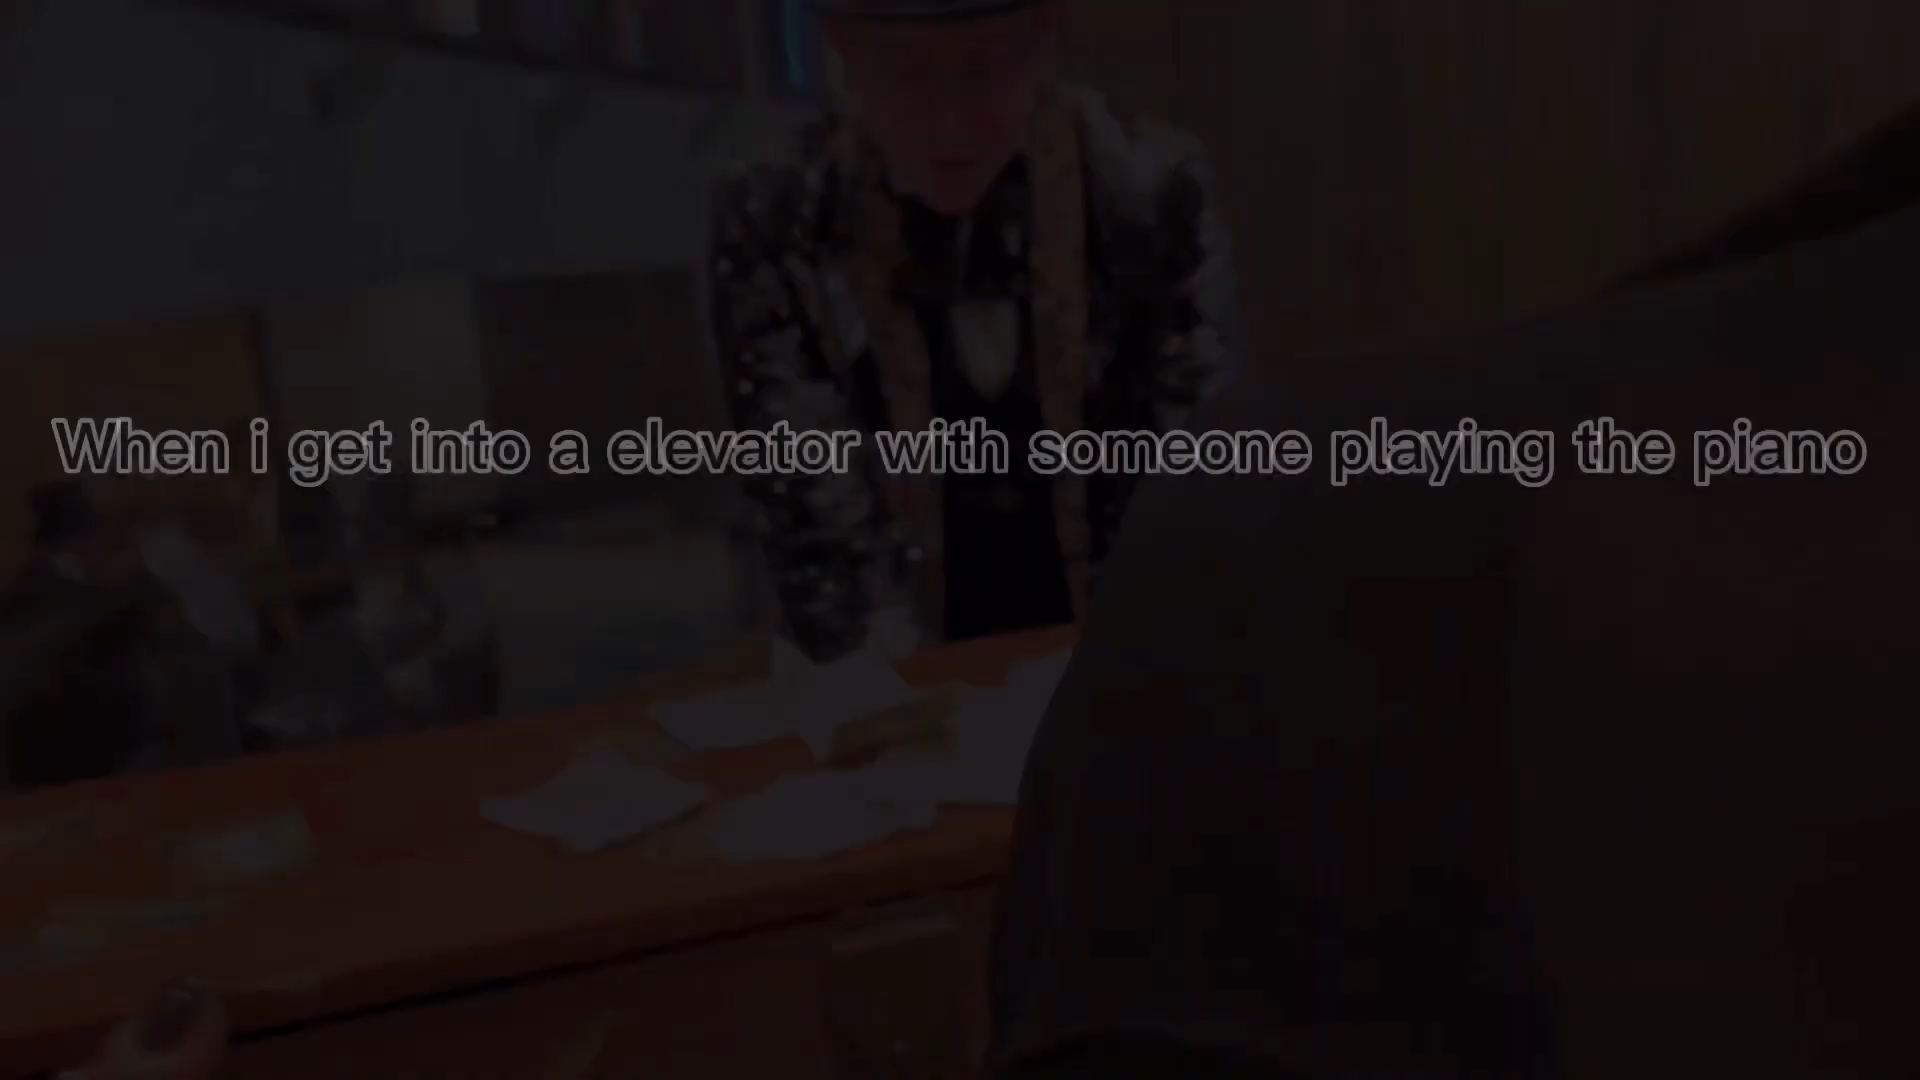 When i get into a elevator with someone playing the piano